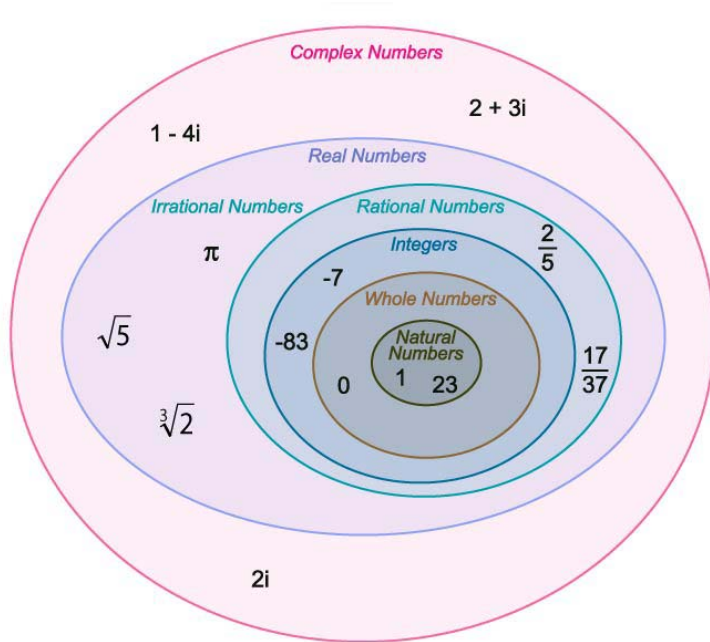 Complex Numbers
2 + 3i
1 - 4i
Real Numbers
Irrational Numbers
Rational Numbers
π
2/5
Integers
-7
Whole Numbers
√5
-83
Natural
Numbers
17/37
0
1
23
∛2
2i